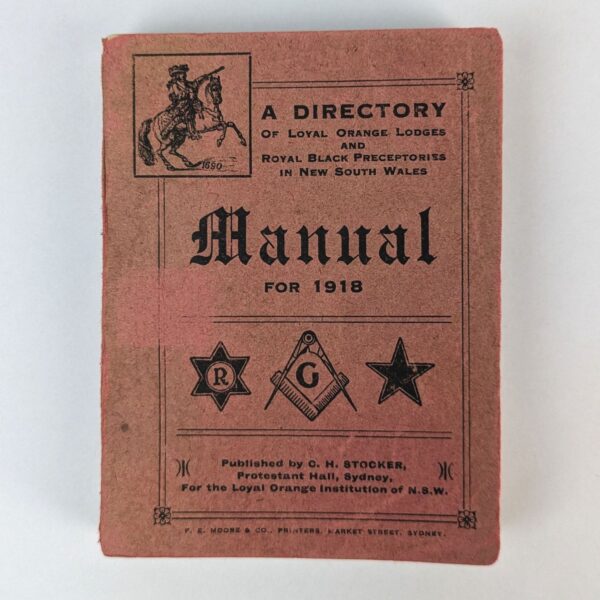 1690
A DIRECTORY
OF LOYAL ORANGE LODGES
AND
ROYAL BLACK PRECEPTORIES
IN NEW SOUTH WALES
Manual
FOR 1918
R
G
Published by C. H. STOCKER,
Protestant Hall, Sydney,
For the Loyal Orange Institution of N.S.W.
F. E. MOORE & CO., PRINTERS, MARKET STREET, SYDNEY.